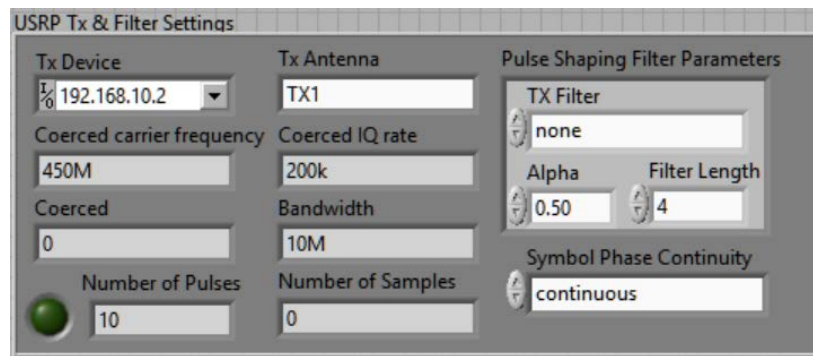 USRP Tx & Filter Settings
Tx Device
I/O 192.168.10.2
Tx Antenna
TX1
Pulse Shaping Filter Parameters
TX Filter
none
Coerced carrier frequency
450M
Coerced IQ rate
200k
Alpha
0.50
Filter Length
4
Coerced
0
Bandwidth
10M
Symbol Phase Continuity
continuous
Number of Pulses
10
Number of Samples
0